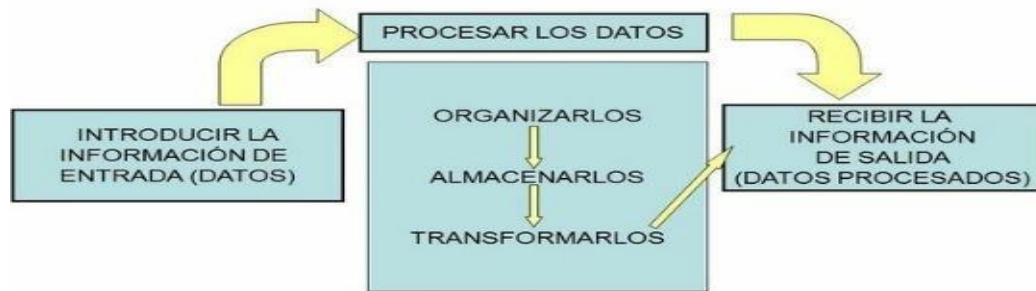 PROCESAR LOS DATOS
INTRODUCIR LA
INFORMACIÓN DE
ENTRADA (DATOS)
ORGANIZARLOS
ALMACENARLOS
TRANSFORMARLOS
RECIBIR LA
INFORMACIÓN
DE SALIDA
(DATOS PROCESADOS)